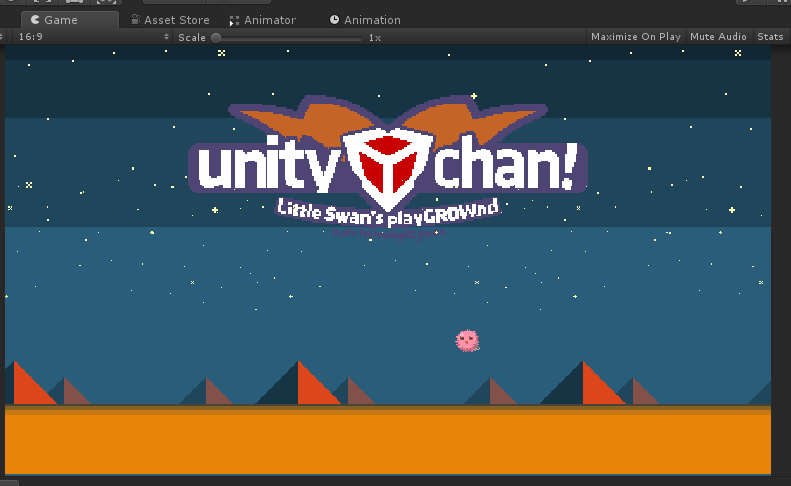 Game Asset Store Animator Animation
16:9 Scale 1x Maximize On Play Mute Audio Stats
unity chan!
Little Swan's playGROWnd